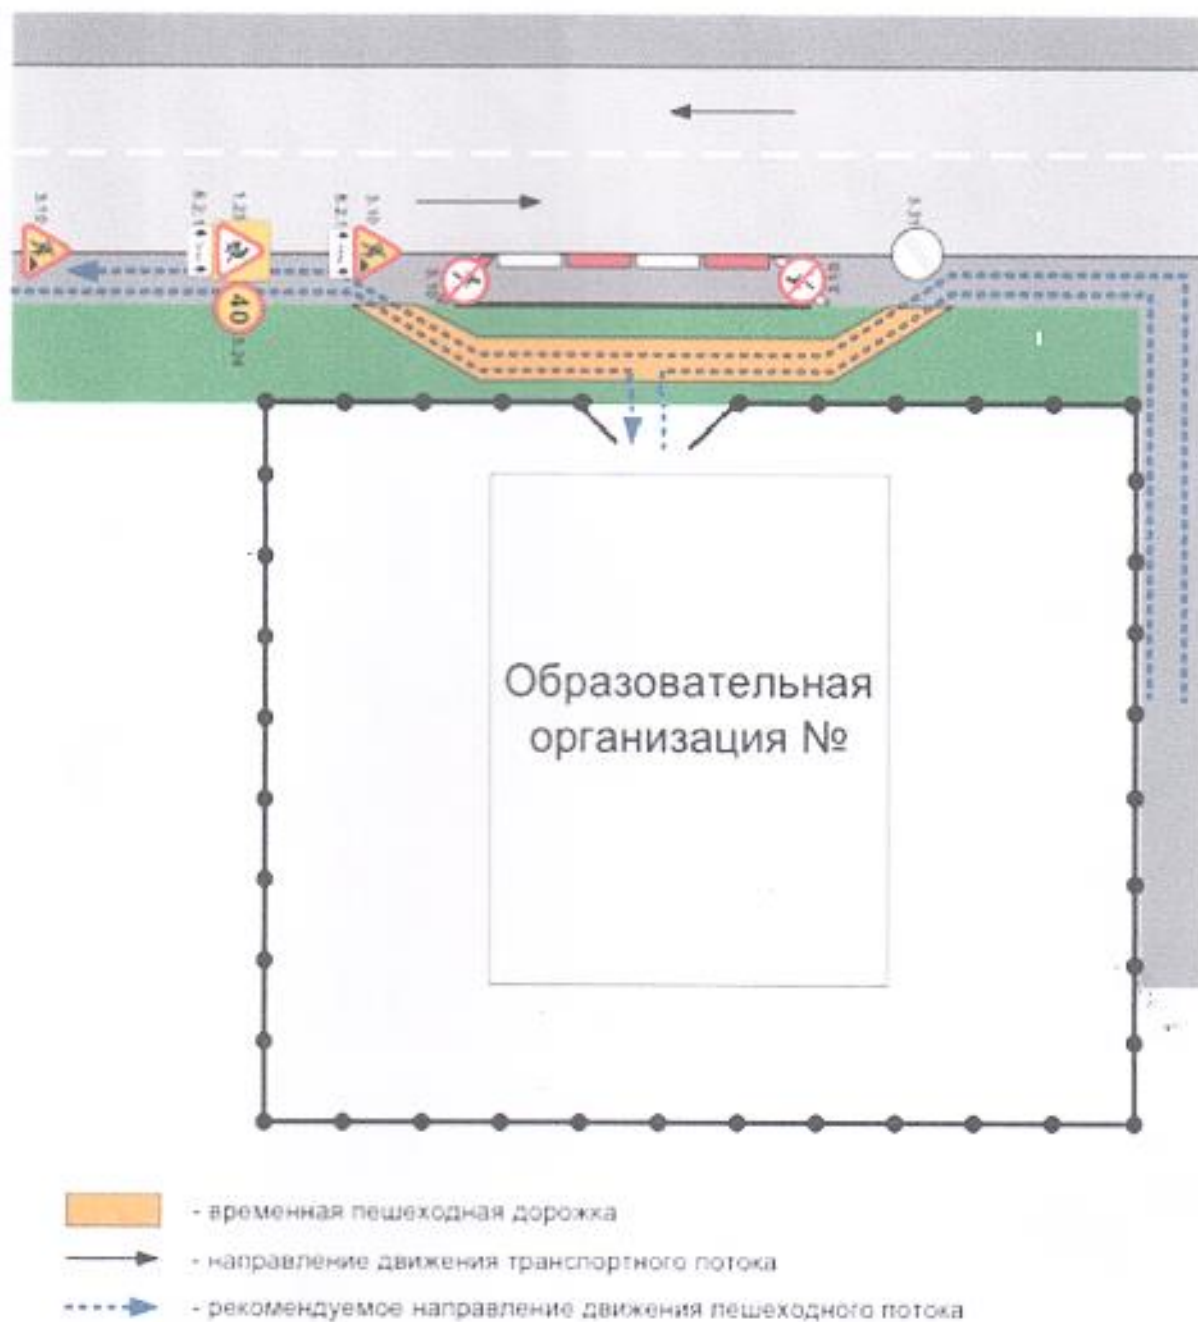 40
Образовательная
организация №
- временная пешеходная дорожка
- направление движения транспортного потока
- рекомендуемое направление движения пешеходного потока